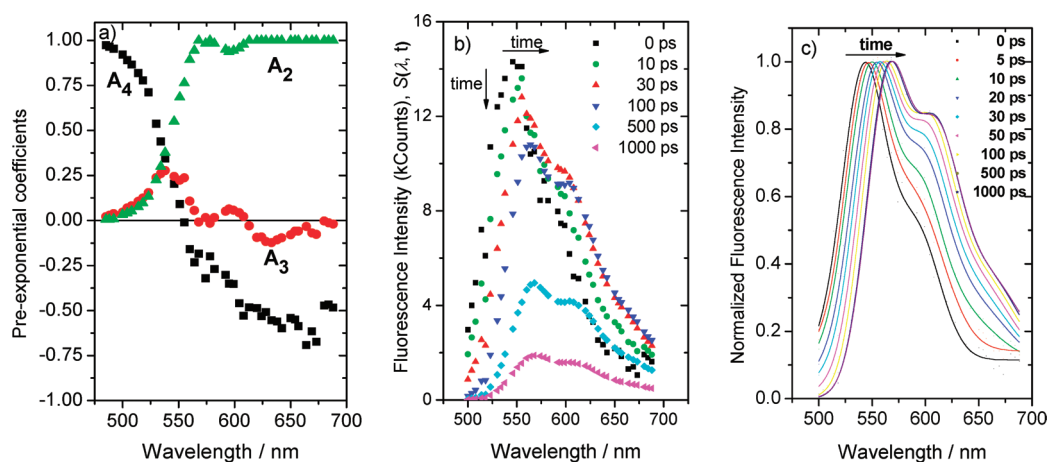 a)
1.00
0.75
0.50
0.25
0.00
-0.25
-0.50
-0.75
-1.00
A4
A2
A3
Pre-exponential coefficients
500 550 600 650 700
Wavelength / nm
b)
16
12
8
4
0
time
time
0 ps
10 ps
30 ps
100 ps
500 ps
1000 ps
Fluorescence Intensity (kCounts), S(λ, t)
450 500 550 600 650 700
Wavelength / nm
c)
1.0
0.8
0.6
0.4
0.2
0.0
time
0 ps
5 ps
10 ps
20 ps
30 ps
50 ps
100 ps
500 ps
1000 ps
Normalized Fluorescence Intensity
500 550 600 650 700
Wavelength / nm